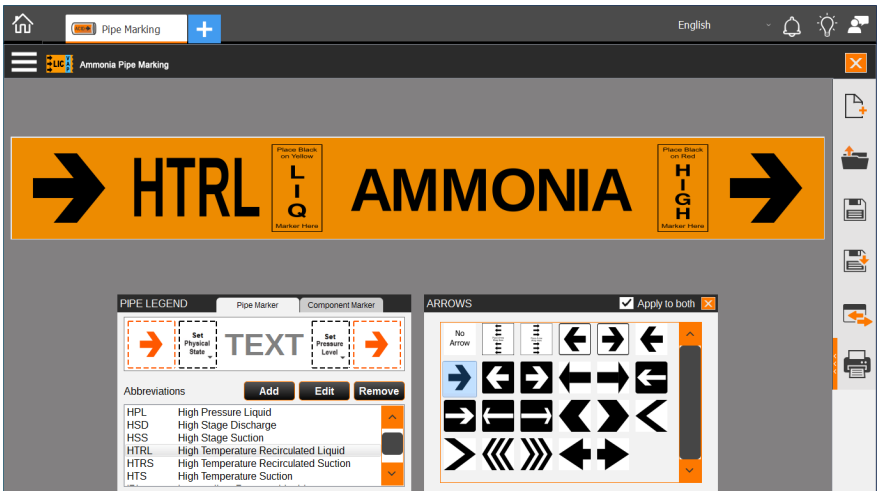 Pipe Marking
English
LIC
Ammonia Pipe Marking
HTRL
Place Black
on Yellow
L
I
Q
Marker Here
AMMONIA
Place Black
on Red
H
I
G
H
Marker Here
PIPE LEGEND
Pipe Marker
Component Marker
Set
Physical
State
TEXT
Set
Pressure
Level
Abbreviations
Add
Edit
Remove
HPL High Pressure Liquid
HSD High Stage Discharge
HSS High Stage Suction
HTRL High Temperature Recirculated Liquid
HTRS High Temperature Recirculated Suction
HTS High Temperature Suction
ARROWS
Apply to both
No
Arrow